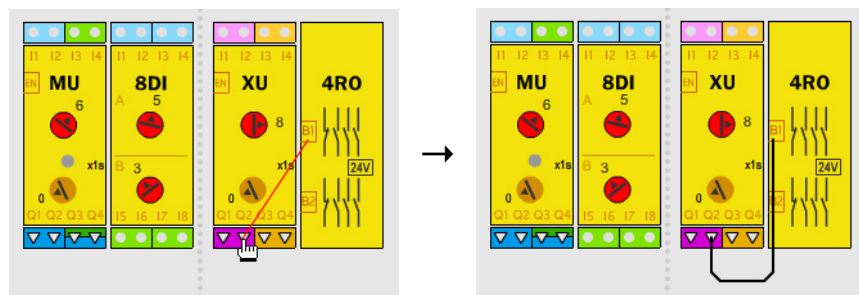 I1 I2 I3 I4 I1 I2 I3 I4 I1 I2 I3 I4
EN MU 8DI EN XU 4RO
6 A 5 8 B1
x1s B 3 x1s 24V
0 0 B2
Q1 Q2 Q3 Q4 I5 I6 I7 I8 Q1 Q2 Q3 Q4
→
I1 I2 I3 I4 I1 I2 I3 I4 I1 I2 I3 I4
EN MU 8DI EN XU 4RO
6 A 5 8 B1
x1s B 3 x1s 24V
0 0 B2
Q1 Q2 Q3 Q4 I5 I6 I7 I8 Q1 Q2 Q3 Q4